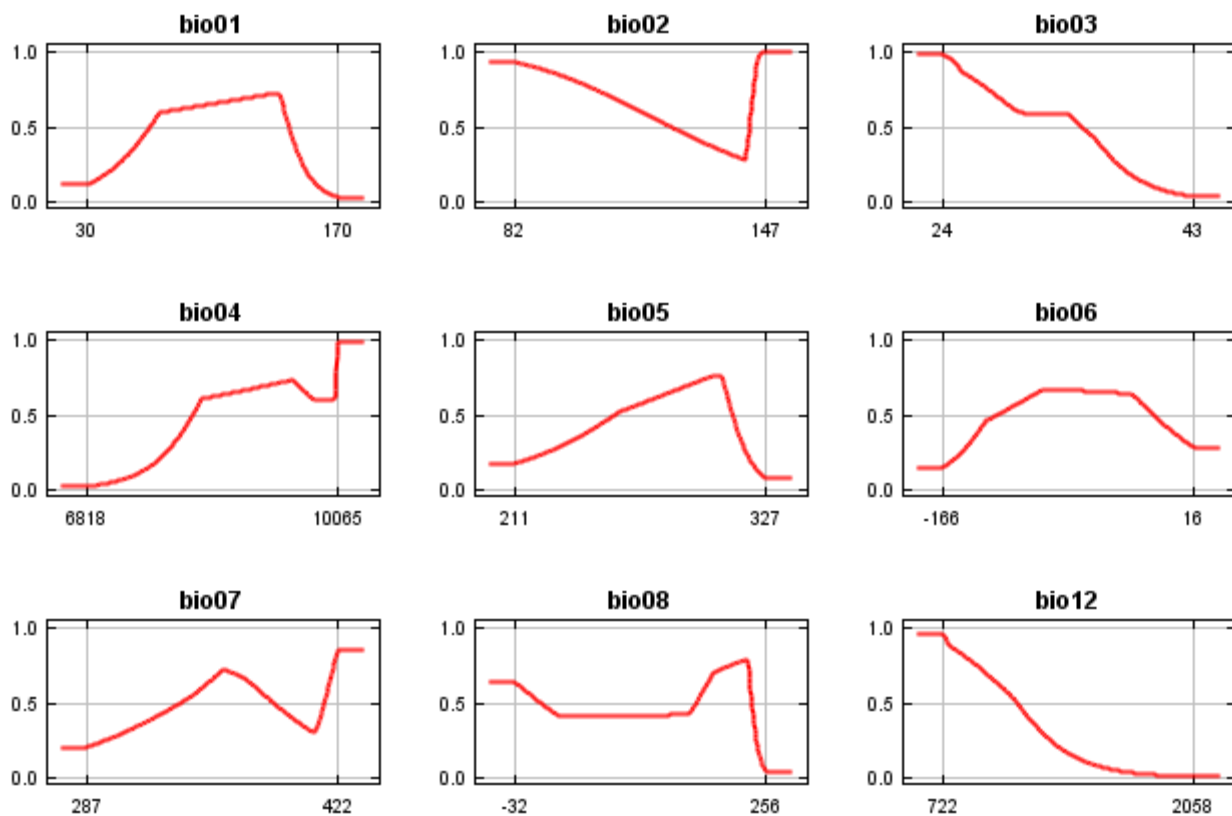 bio01 bio02 bio03
1.0 1.0 1.0
0.5 0.5 0.5
0.0 0.0 0.0
30 170 82 147 24 43
bio04 bio05 bio06
1.0 1.0 1.0
0.5 0.5 0.5
0.0 0.0 0.0
6818 10065 211 327 -166 16
bio07 bio08 bio12
1.0 1.0 1.0
0.5 0.5 0.5
0.0 0.0 0.0
287 422 -32 256 722 2058